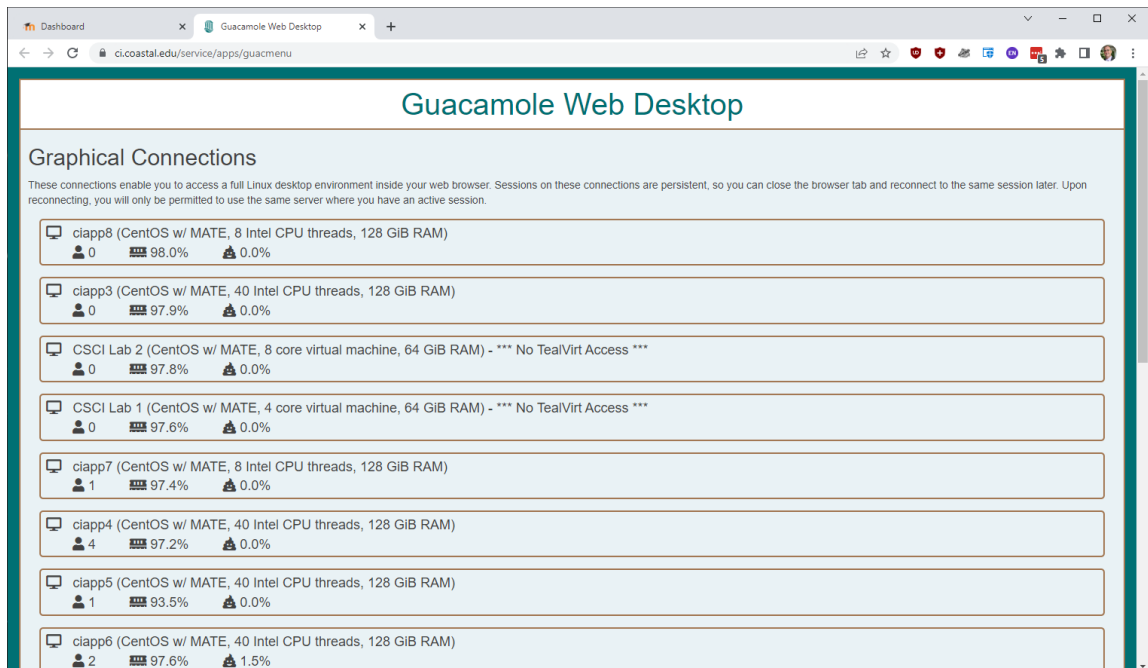 Dashboard
Guacamole Web Desktop
ci.coastal.edu/service/apps/guacmenu
EN
5
Guacamole Web Desktop
Graphical Connections
These connections enable you to access a full Linux desktop environment inside your web browser. Sessions on these connections are persistent, so you can close the browser tab and reconnect to the same session later. Upon
reconnecting, you will only be permitted to use the same server where you have an active session.
ciapp8 (CentOS w/ MATE, 8 Intel CPU threads, 128 GiB RAM)
0 98.0% 0.0%
ciapp3 (CentOS w/ MATE, 40 Intel CPU threads, 128 GiB RAM)
0 97.9% 0.0%
CSCI Lab 2 (CentOS w/ MATE, 8 core virtual machine, 64 GiB RAM) - *** No TealVirt Access ***
0 97.8% 0.0%
CSCI Lab 1 (CentOS w/ MATE, 4 core virtual machine, 64 GiB RAM) - *** No TealVirt Access ***
0 97.6% 0.0%
ciapp7 (CentOS w/ MATE, 8 Intel CPU threads, 128 GiB RAM)
1 97.4% 0.0%
ciapp4 (CentOS w/ MATE, 40 Intel CPU threads, 128 GiB RAM)
4 97.2% 0.0%
ciapp5 (CentOS w/ MATE, 40 Intel CPU threads, 128 GiB RAM)
1 93.5% 0.0%
ciapp6 (CentOS w/ MATE, 40 Intel CPU threads, 128 GiB RAM)
2 97.6% 1.5%